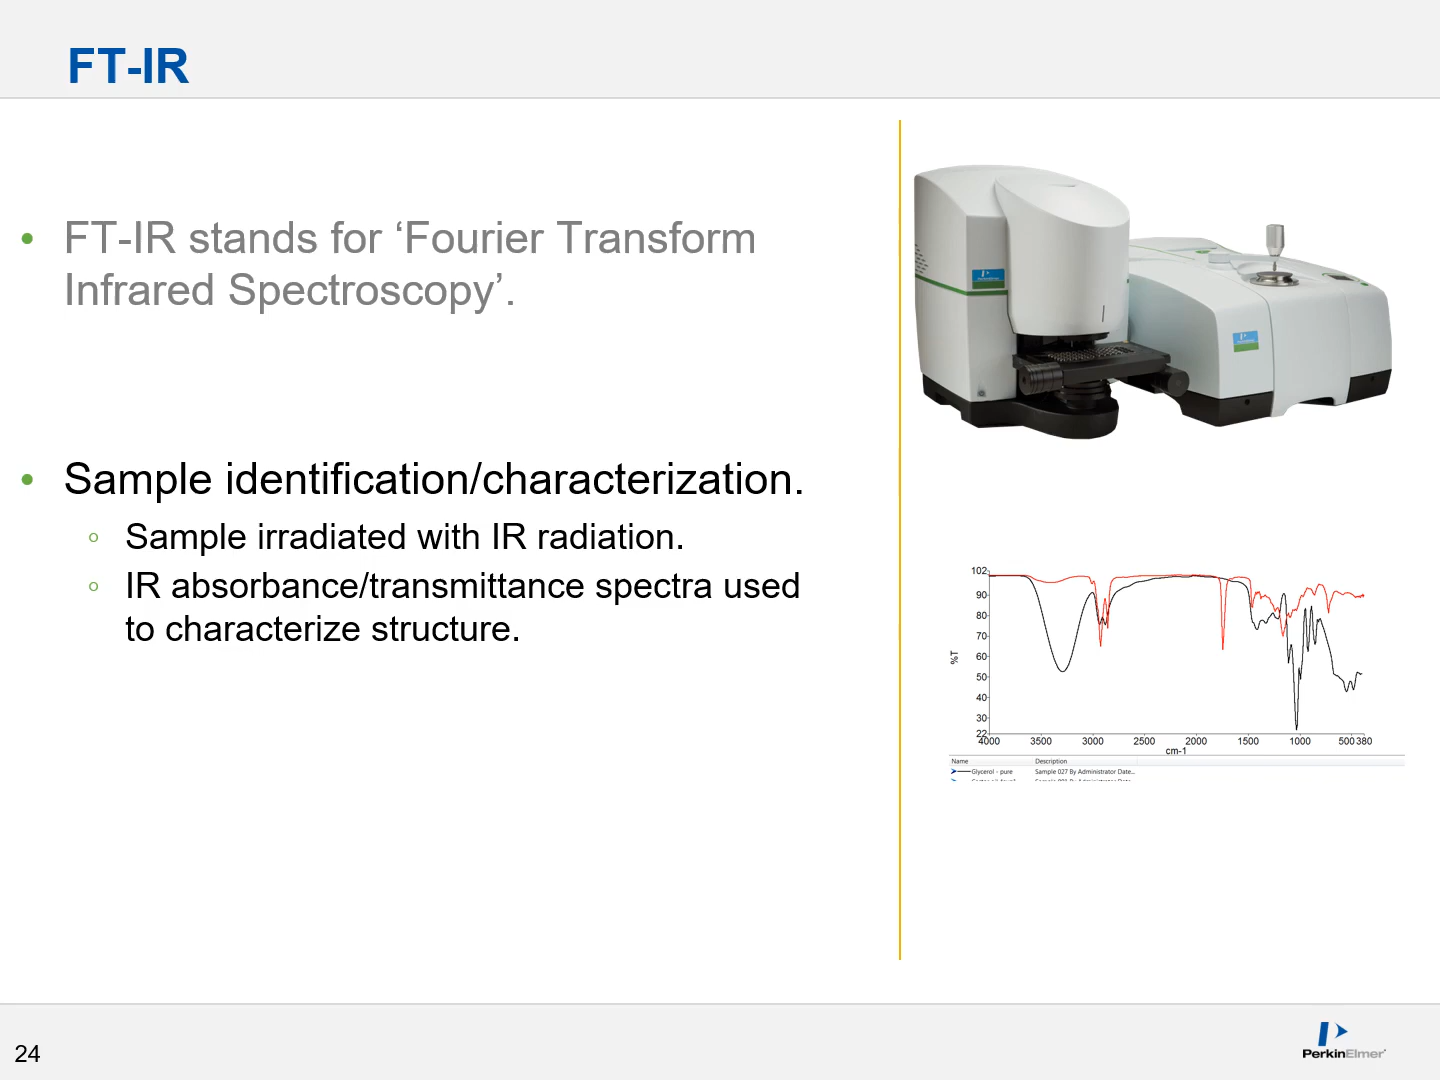 FT-IR
• FT-IR stands for ‘Fourier Transform
Infrared Spectroscopy’.
• Sample identification/characterization.
o Sample irradiated with IR radiation.
o IR absorbance/transmittance spectra used
to characterize structure.
102
90
80
70
60
50
40
30
22
%T
4000 3500 3000 2500 2000 1500 1000 500 380
cm-1
Name Description
Glycerol - pure Sample 027 By Administrator Date...
24
PerkinElmer